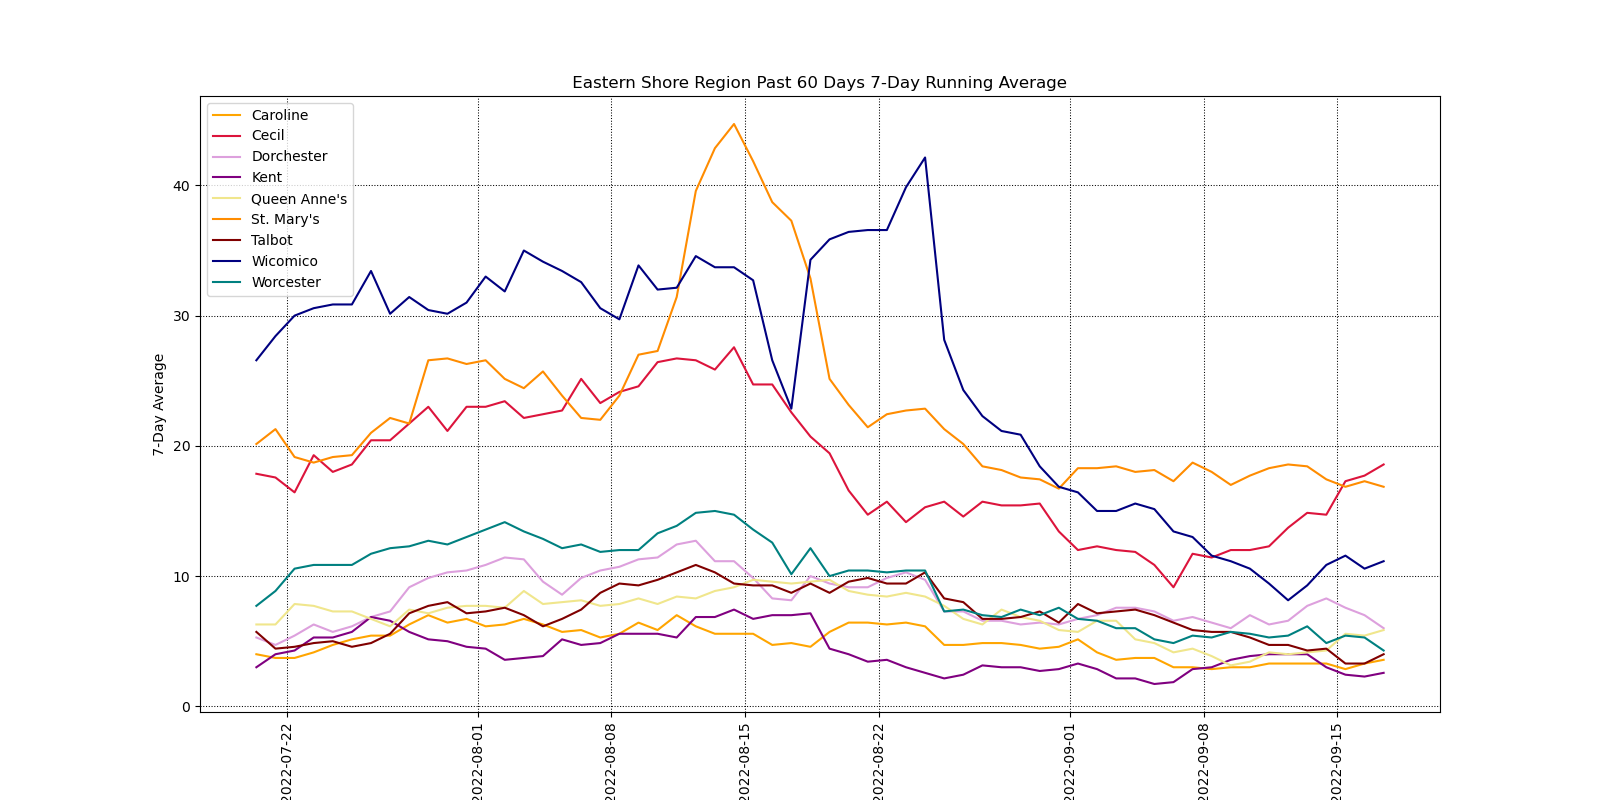 Eastern Shore Region Past 60 Days 7-Day Running Average
Caroline
Cecil
Dorchester
Kent
Queen Anne's
St. Mary's
Talbot
Wicomico
Worcester
7-Day Average
40
30
20
10
0
2022-07-22
2022-08-01
2022-08-08
2022-08-15
2022-08-22
2022-09-01
2022-09-08
2022-09-15